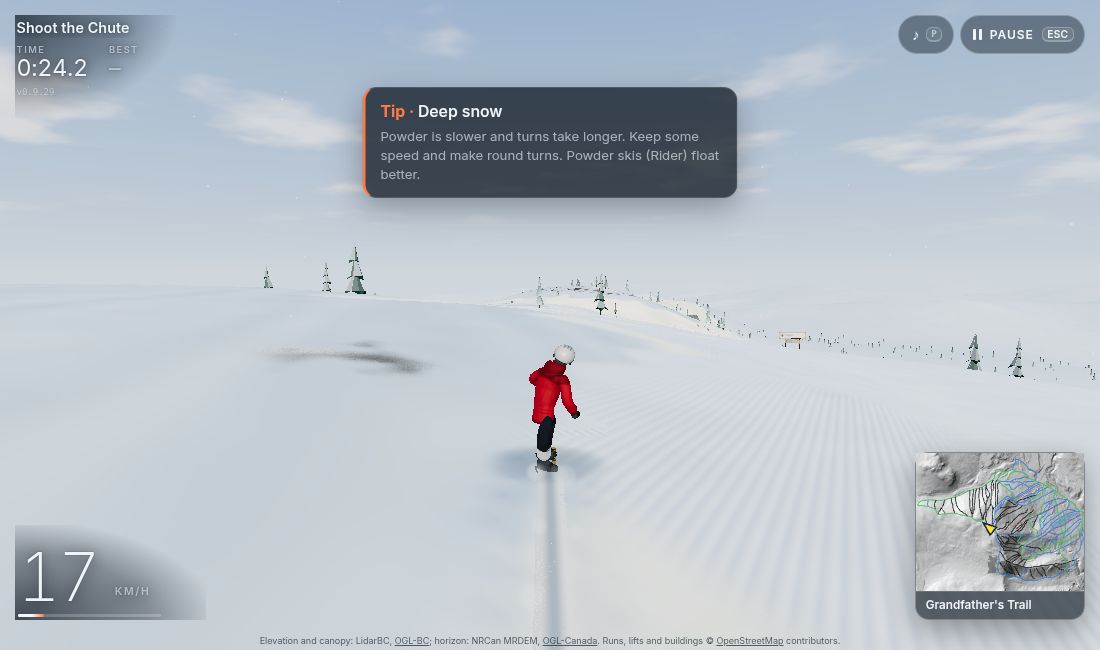 Shoot the Chute
TIME BEST
0:24.2 —
v0.9.29
♪ P
PAUSE ESC
Tip · Deep snow
Powder is slower and turns take longer. Keep some
speed and make round turns. Powder skis (Rider) float
better.
17 KM/H
Grandfather's Trail
Elevation and canopy: LidarBC, OGL-BC; horizon: NRCan MRDEM, OGL-Canada. Runs, lifts and buildings © OpenStreetMap contributors.